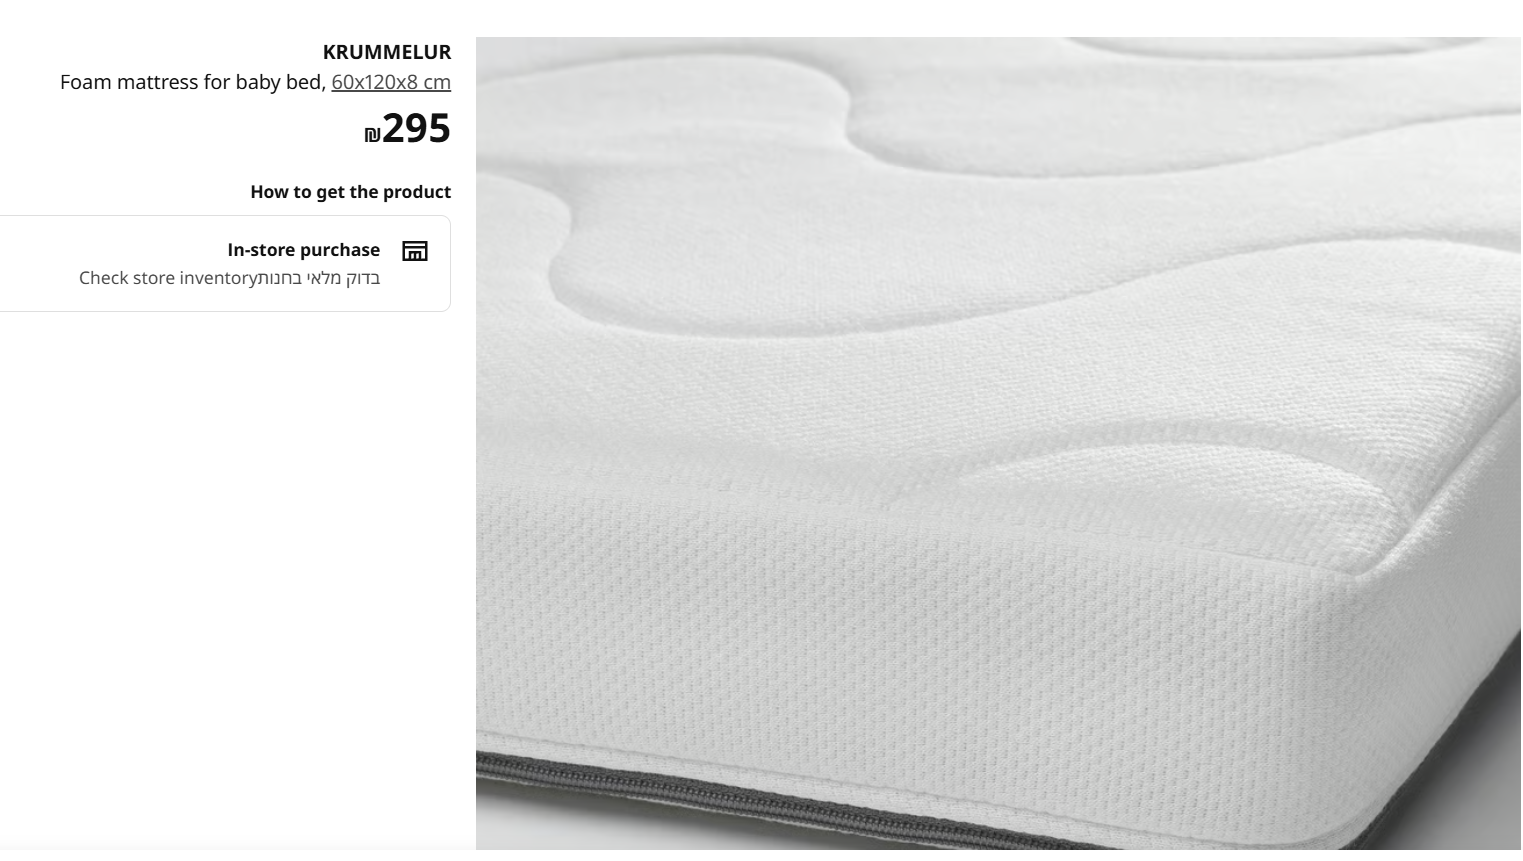 KRUMMELUR
Foam mattress for baby bed, 60x120x8 cm
₪295
How to get the product
In-store purchase
Check store inventoryבדוק מלאי בחנות